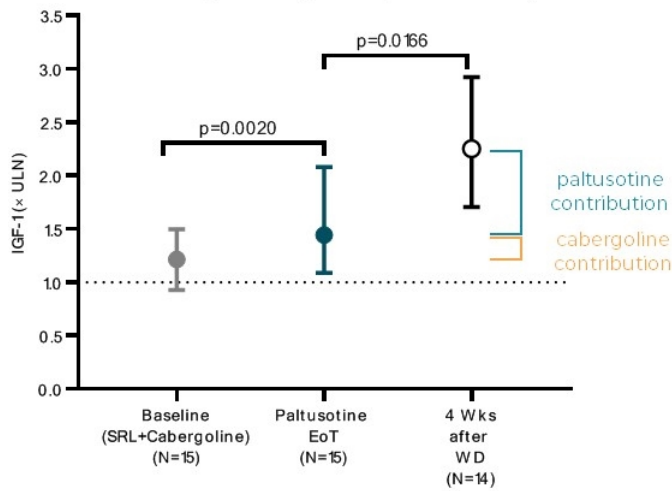 3.5
3.0
2.5
2.0
1.5
1.0
0.5
0.0
IGF-1(× ULN)
p=0.0020
p=0.0166
paltusotine
contribution
cabergoline
contribution
Baseline
(SRL+Cabergoline)
(N=15)
Paltusotine
EoT
(N=15)
4 Wks
after
WD
(N=14)